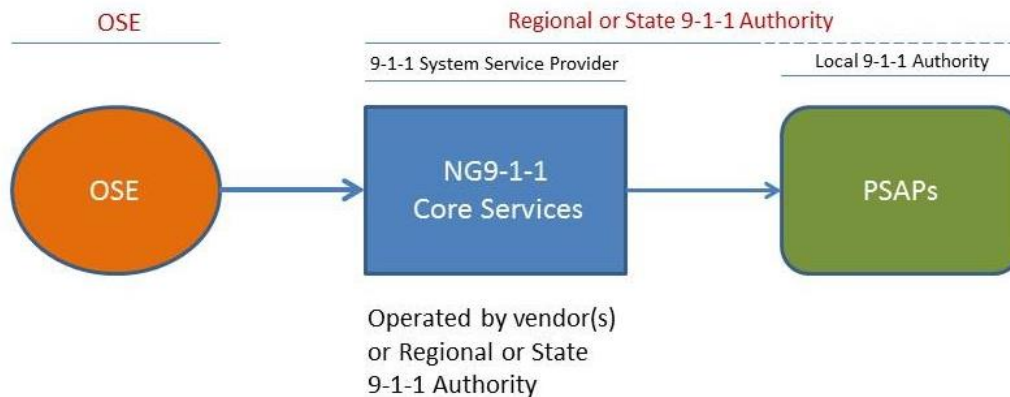 OSE
Regional or State 9-1-1 Authority
9-1-1 System Service Provider
Local 9-1-1 Authority
OSE
NG9-1-1
Core Services
PSAPs
Operated by vendor(s)
or Regional or State
9-1-1 Authority